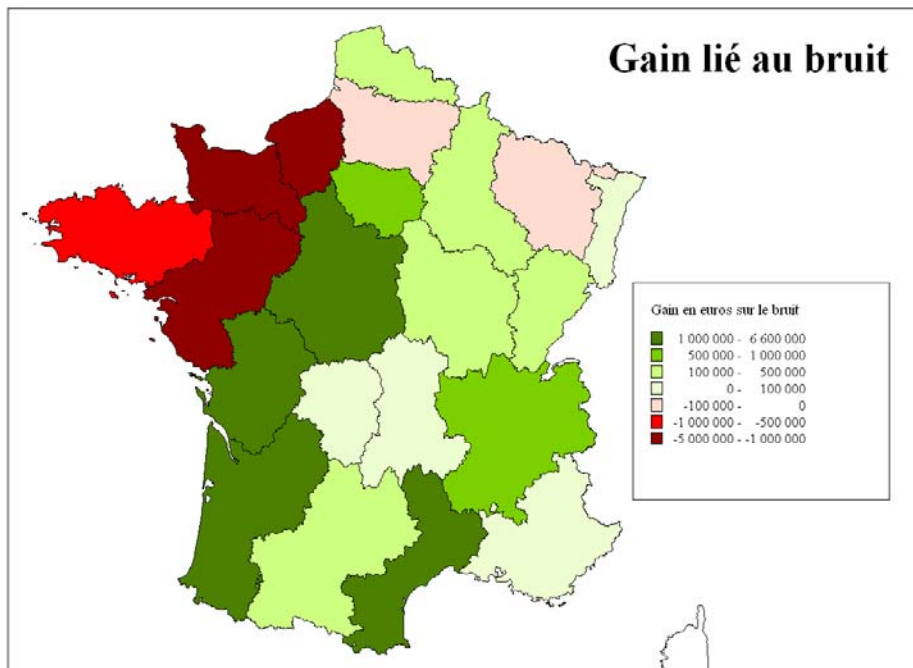 Gain lié au bruit
Gain en euros sur le bruit
1 000 000 - 6 600 000
500 000 - 1 000 000
100 000 - 500 000
0 - 100 000
-100 000 - 0
-1 000 000 - -500 000
-5 000 000 - -1 000 000